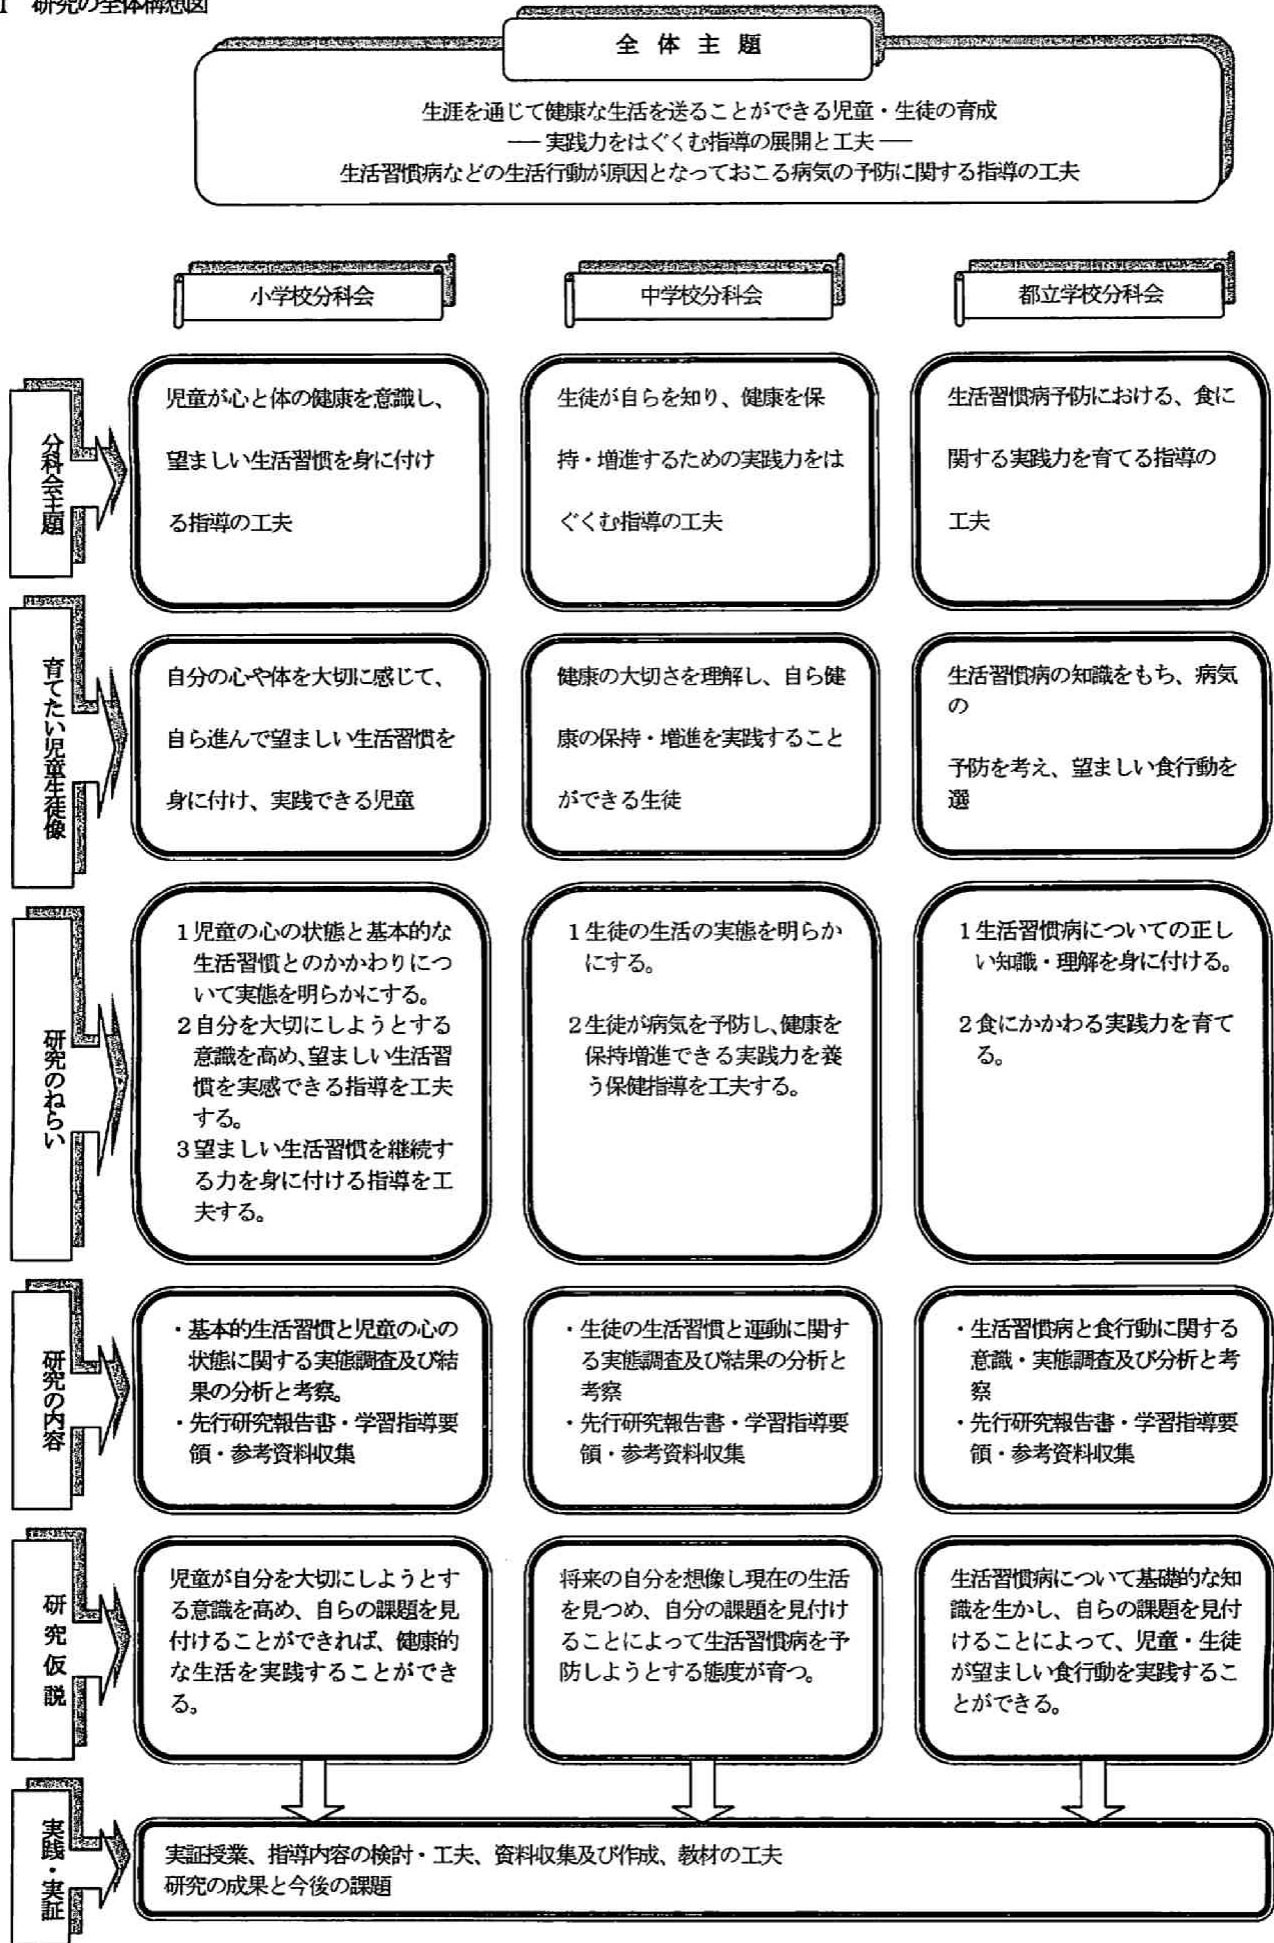 1 研究の全体構想図
全体主題
生涯を通じて健康な生活を送ることができる児童・生徒の育成
── 実践力をはぐくむ指導の展開と工夫 ──
生活習慣病などの生活行動が原因となっておこる病気の予防に関する指導の工夫
小学校分科会
中学校分科会
都立学校分科会
分科会主題
児童が心と体の健康を意識し、
望ましい生活習慣を身に付け
る指導の工夫
生徒が自らを知り、健康を保
持・増進するための実践力をは
ぐくむ指導の工夫
生活習慣病予防における、食に
関する実践力を育てる指導の
工夫
育てたい児童生徒像
自分の心や体を大切に感じて、
自ら進んで望ましい生活習慣を
身に付け、実践できる児童
健康の大切さを理解し、自ら健
康の保持・増進を実践すること
ができる生徒
生活習慣病の知識をもち、病気
の
予防を考え、望ましい食行動を
選
研究のねらい
1 児童の心の状態と基本的な
生活習慣とのかかわりにつ
いて実態を明らかにする。
2 自分を大切にしようとする
意識を高め、望ましい生活習
慣を実感できる指導を工夫
する。
3 望ましい生活習慣を継続す
る力を身に付ける指導を工
夫する。
1 生徒の生活の実態を明らか
にする。
2 生徒が病気を予防し、健康を
保持増進できる実践力を養
う保健指導を工夫する。
1 生活習慣病についての正し
い知識・理解を身に付ける。
2 食にかかわる実践力を育て
る。
研究の内容
・基本的生活習慣と児童の心の
状態に関する実態調査及び結
果の分析と考察。
・先行研究報告書・学習指導要
領・参考資料収集
・生徒の生活習慣と運動に関す
る実態調査及び結果の分析と
考察
・先行研究報告書・学習指導要
領・参考資料収集
・生活習慣病と食行動に関する
意識・実態調査及び分析と考
察
・先行研究報告書・学習指導要
領・参考資料収集
研究仮説
児童が自分を大切にしようとす
る意識を高め、自らの課題を見
付けることができれば、健康的
な生活を実践することができ
る。
将来の自分を想像し現在の生活
を見つめ、自分の課題を見付け
ることによって生活習慣病を予
防しようとする態度が育つ。
生活習慣病について基礎的な知
識を生かし、自らの課題を見付
けることによって、児童・生徒
が望ましい食行動を実践するこ
とができる。
実践・実証
実証授業、指導内容の検討・工夫、資料収集及び作成、教材の工夫
研究の成果と今後の課題